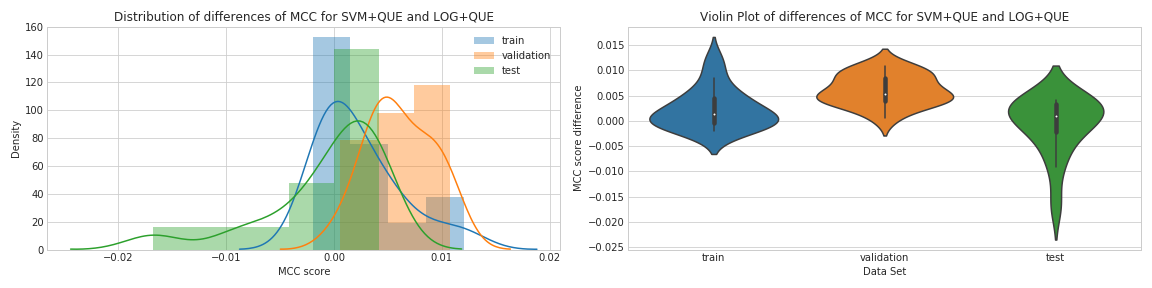 Distribution of differences of MCC for SVM+QUE and LOG+QUE
160
140
120
100
80
60
40
20
0
Density
train
validation
test
−0.02
−0.01
0.00
0.01
0.02
MCC score
Violin Plot of differences of MCC for SVM+QUE and LOG+QUE
0.015
0.010
0.005
0.000
−0.005
−0.010
−0.015
−0.020
−0.025
MCC score difference
train
validation
test
Data Set